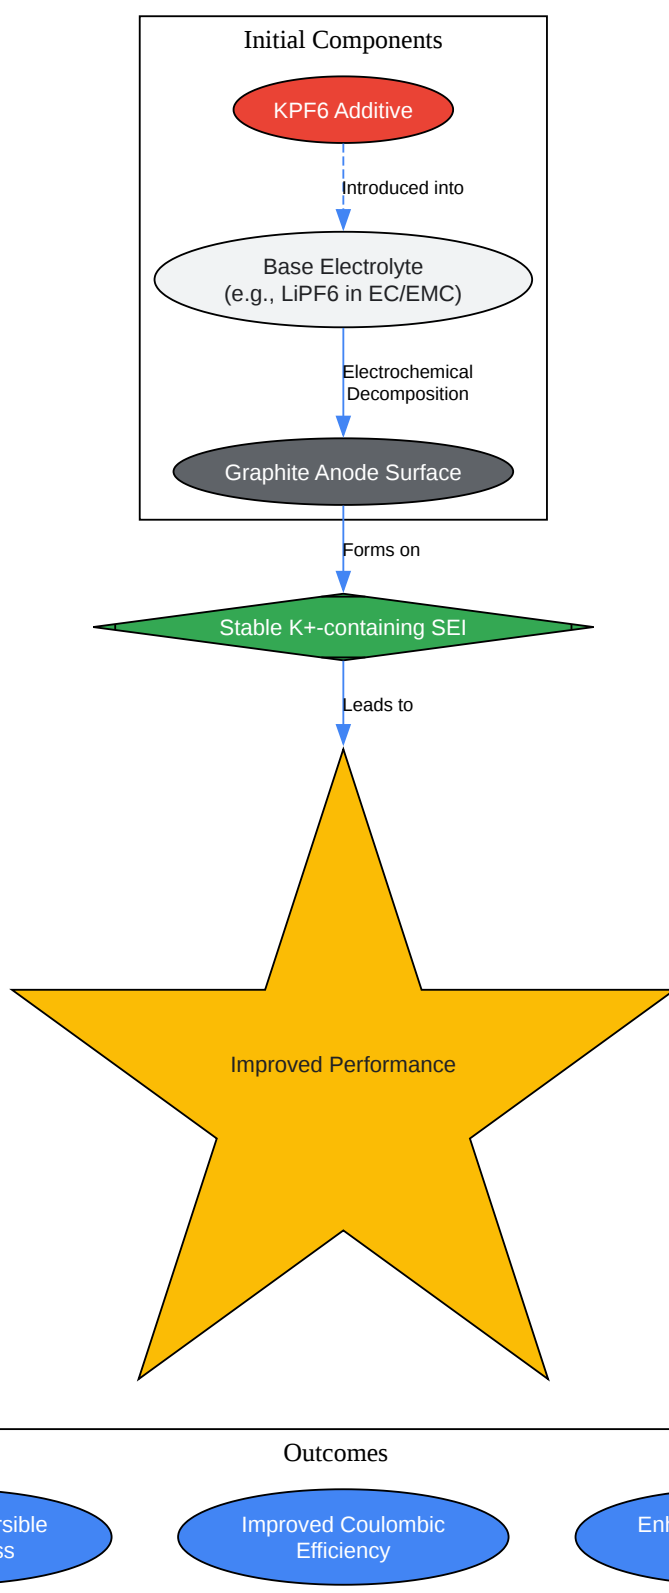 Initial Components
KPF6 Additive
Introduced into
Base Electrolyte
(e.g., LiPF6 in EC/EMC)
Electrochemical
Decomposition
Graphite Anode Surface
Forms on
Stable K+-containing SEI
Leads to
Improved Performance
Outcomes
Improved Coulombic
Efficiency